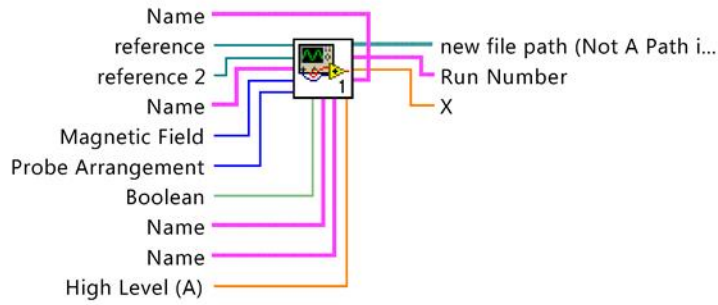 Name
reference
reference 2
Name
Magnetic Field
Probe Arrangement
Boolean
Name
Name
High Level (A)
1
new file path (Not A Path i...
Run Number
X